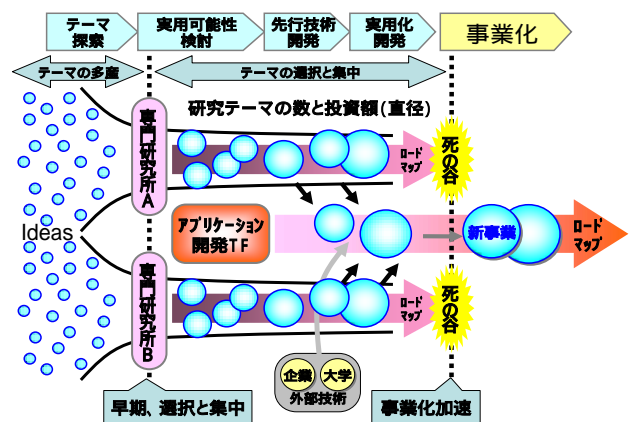 テーマ
探索
実用可能性
検討
先行技術
開発
実用化
開発
事業化
テーマの多産
テーマの選択と集中
研究テーマの数と投資額(直径)
専門研究所A
ロード
マップ
死の谷
Ideas
アプリケーション
開発TF
新事業
ロード
マップ
専門研究所B
ロード
マップ
死の谷
企業
大学
外部技術
早期、選択と集中
事業化加速